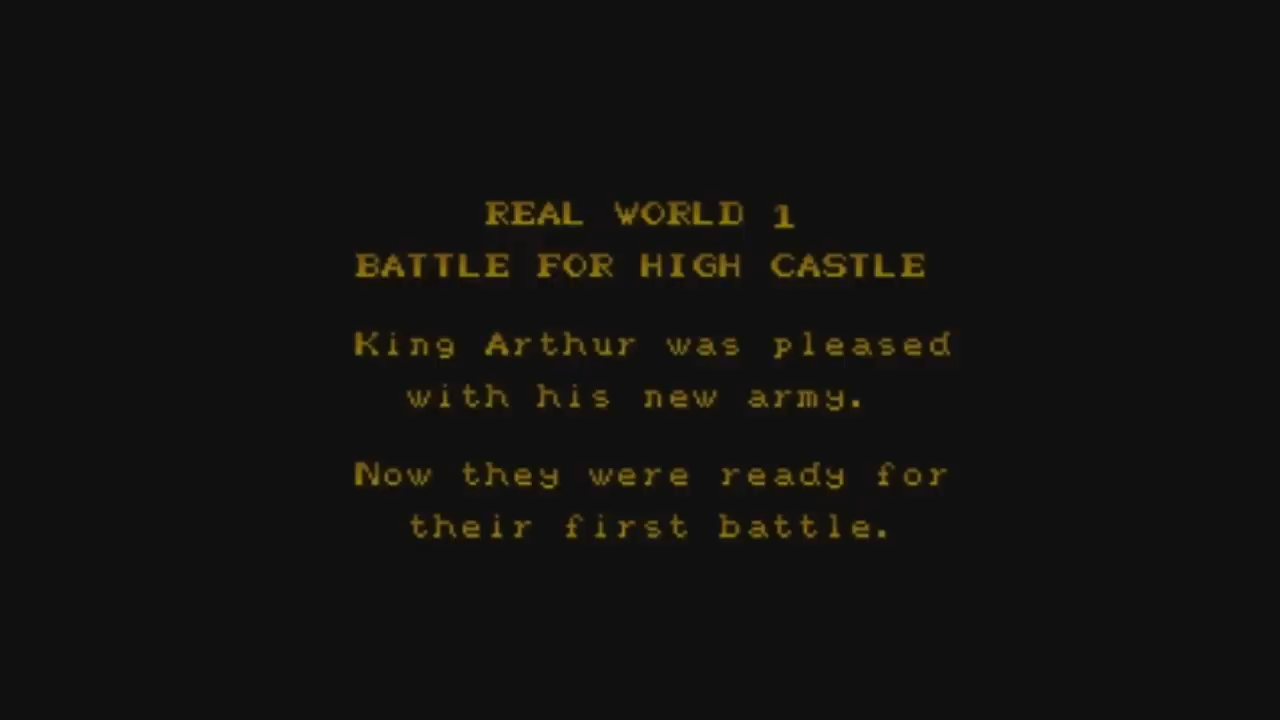 REAL WORLD 1
BATTLE FOR HIGH CASTLE
King Arthur was pleased
with his new army.
Now they were ready for
their first battle.